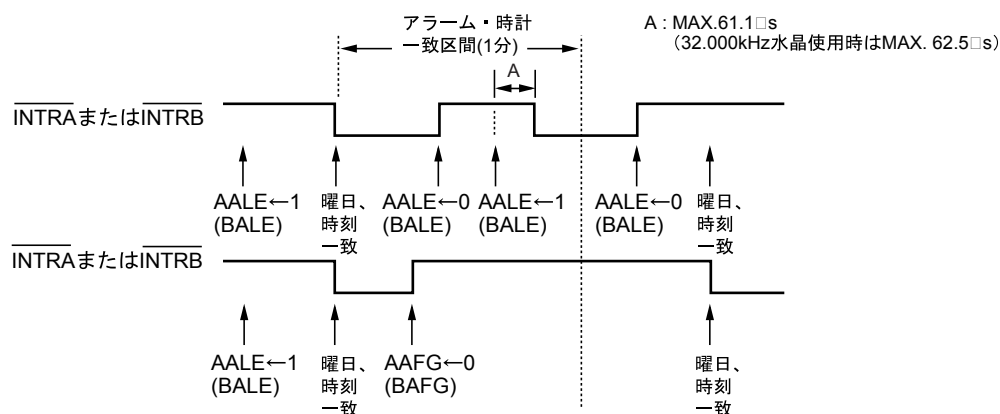 アラーム・時計
一致区間(1分)
A : MAX.61.1□s
(32.000kHz水晶使用時はMAX. 62.5□s)
A
INTRAまたはINTRB
AALE←1
(BALE)
曜日、
時刻
一致
AALE←0
(BALE)
AALE←1
(BALE)
AALE←0
(BALE)
曜日、
時刻
一致
INTRAまたはINTRB
AALE←1
(BALE)
曜日、
時刻
一致
AAFG←0
(BAFG)
曜日、
時刻
一致